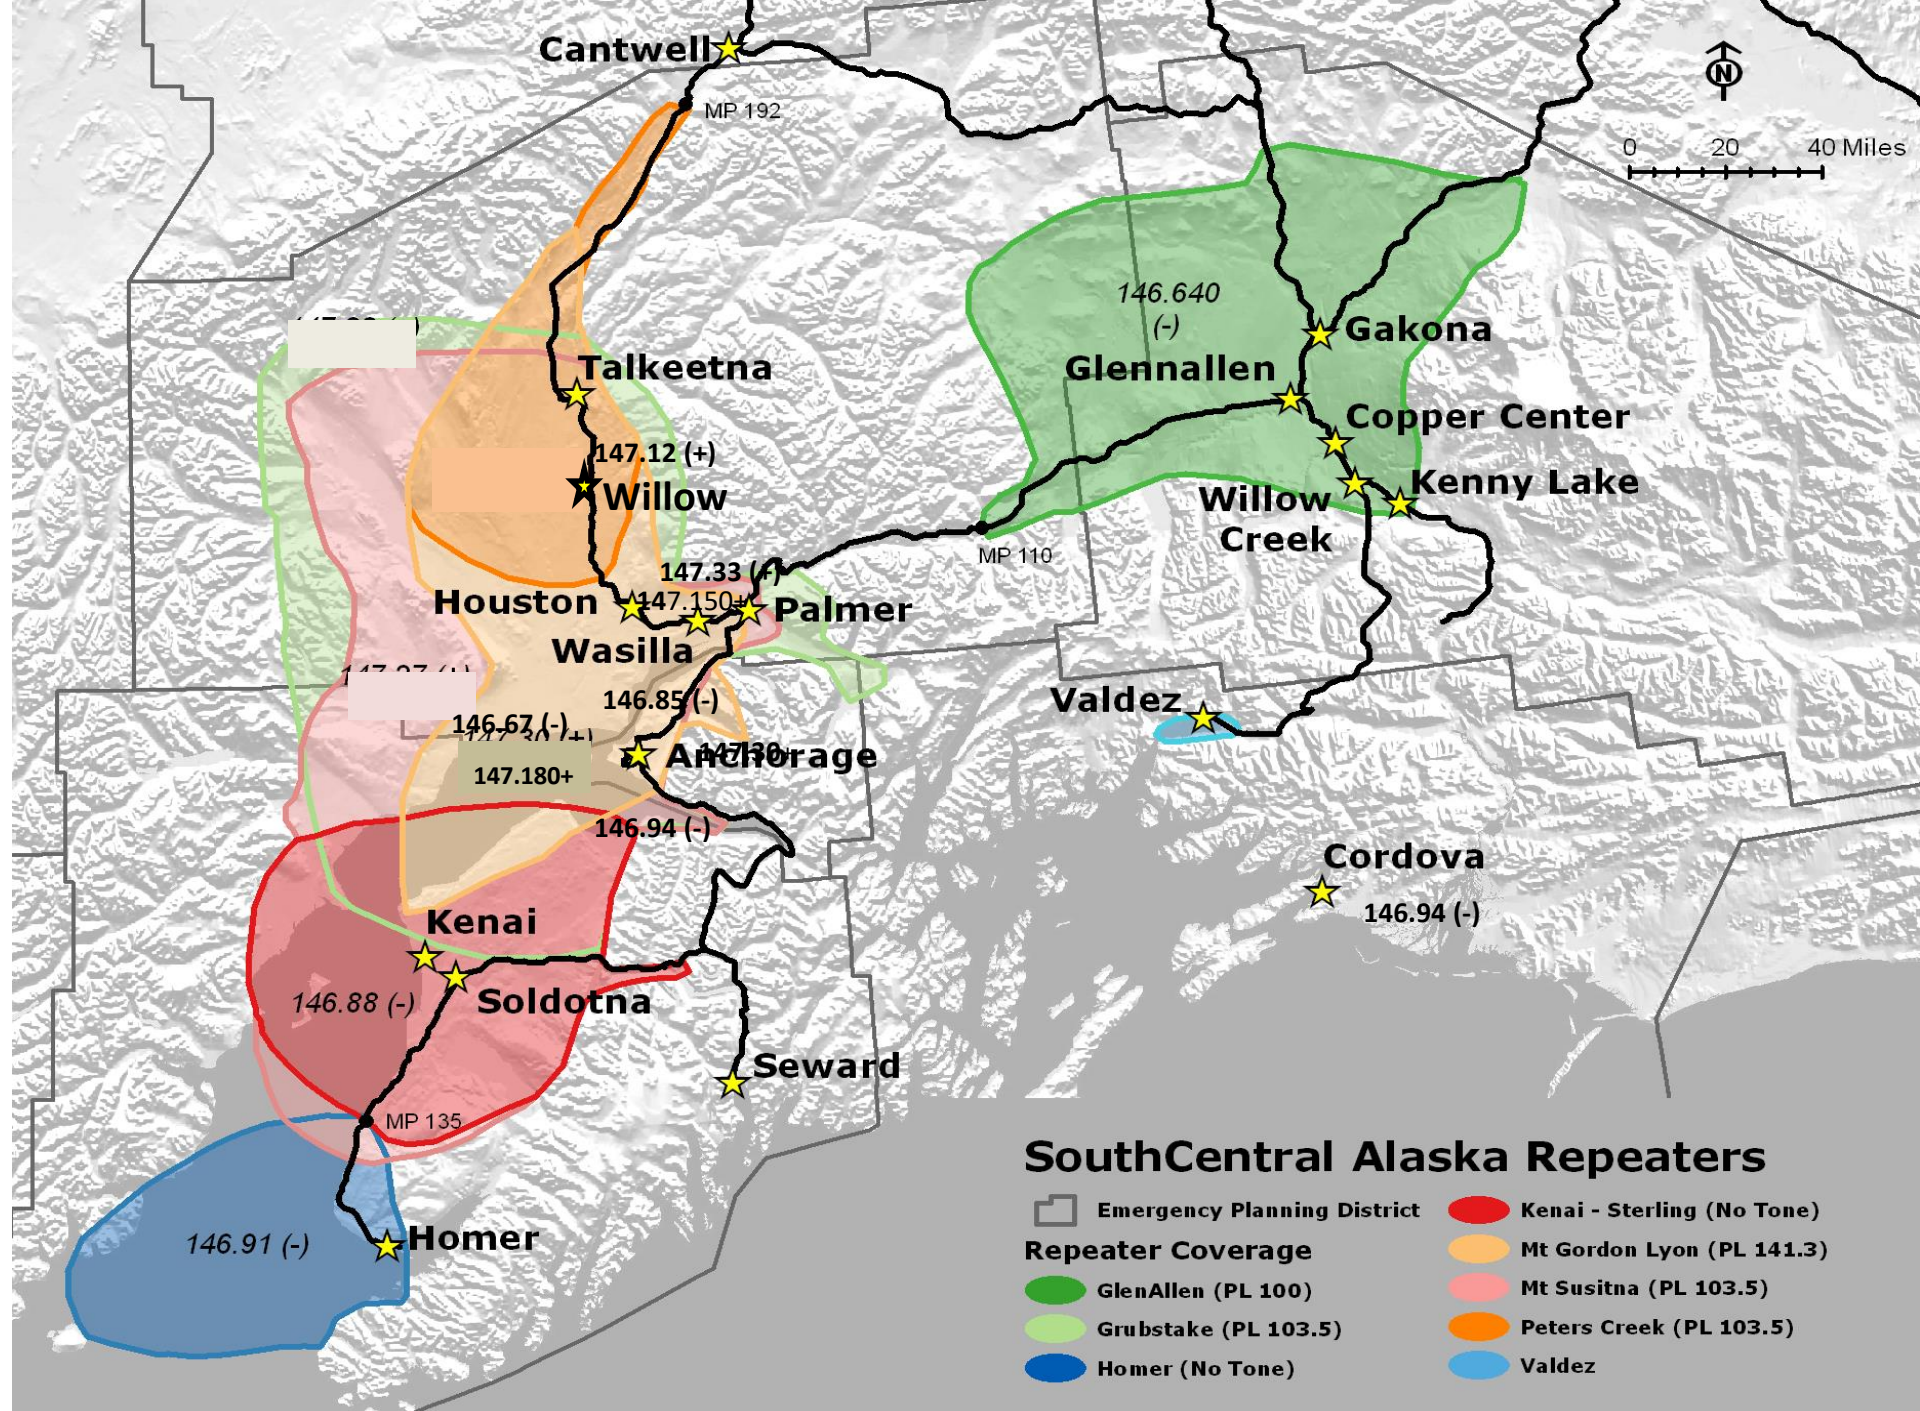 Cantwell
MP 192
0 20 40 Miles
N
146.640
(-)
Gakona
Talkeetna
Glennallen
Copper Center
147.12 (+)
Willow
Kenny Lake
Willow
Creek
MP 110
147.33 (+)
147.150+
Houston
Palmer
Wasilla
146.85 (-)
Valdez
146.67 (-)
Anchorage
147.180+
146.94 (-)
Cordova
146.94 (-)
Kenai
146.88 (-)
Soldotna
Seward
MP 135
146.91 (-)
Homer
SouthCentral Alaska Repeaters
Emergency Planning District
Repeater Coverage
GlenAllen (PL 100)
Grubstake (PL 103.5)
Homer (No Tone)
Kenai - Sterling (No Tone)
Mt Gordon Lyon (PL 141.3)
Mt Susitna (PL 103.5)
Peters Creek (PL 103.5)
Valdez